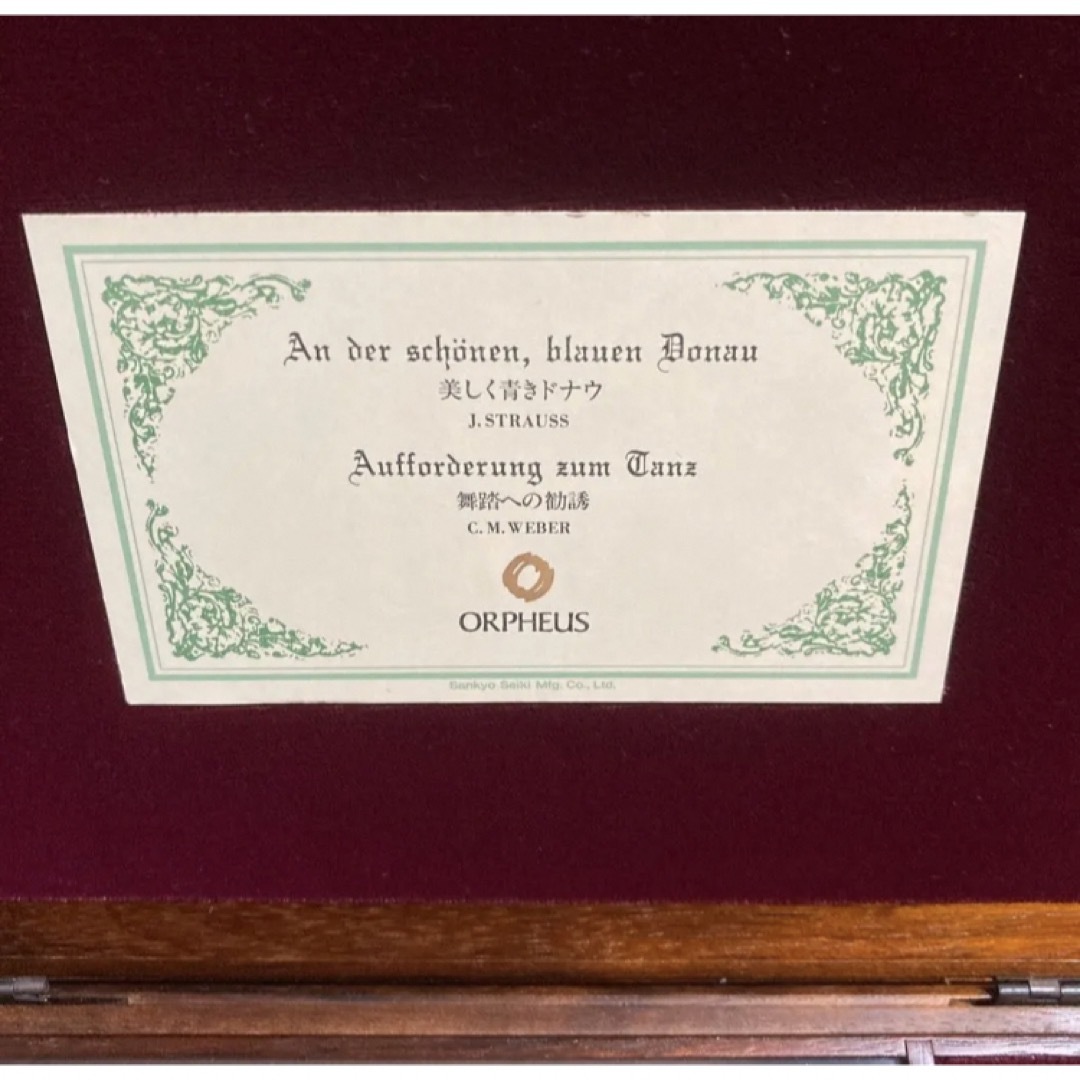 An der schönen, blauen Donau
美しく青きドナウ
J. STRAUSS
Aufforderung zum Tanz
舞踏への勧誘
C. M. WEBER
ORPHEUS
Sankyo Seiki Mfg. Co., Ltd.